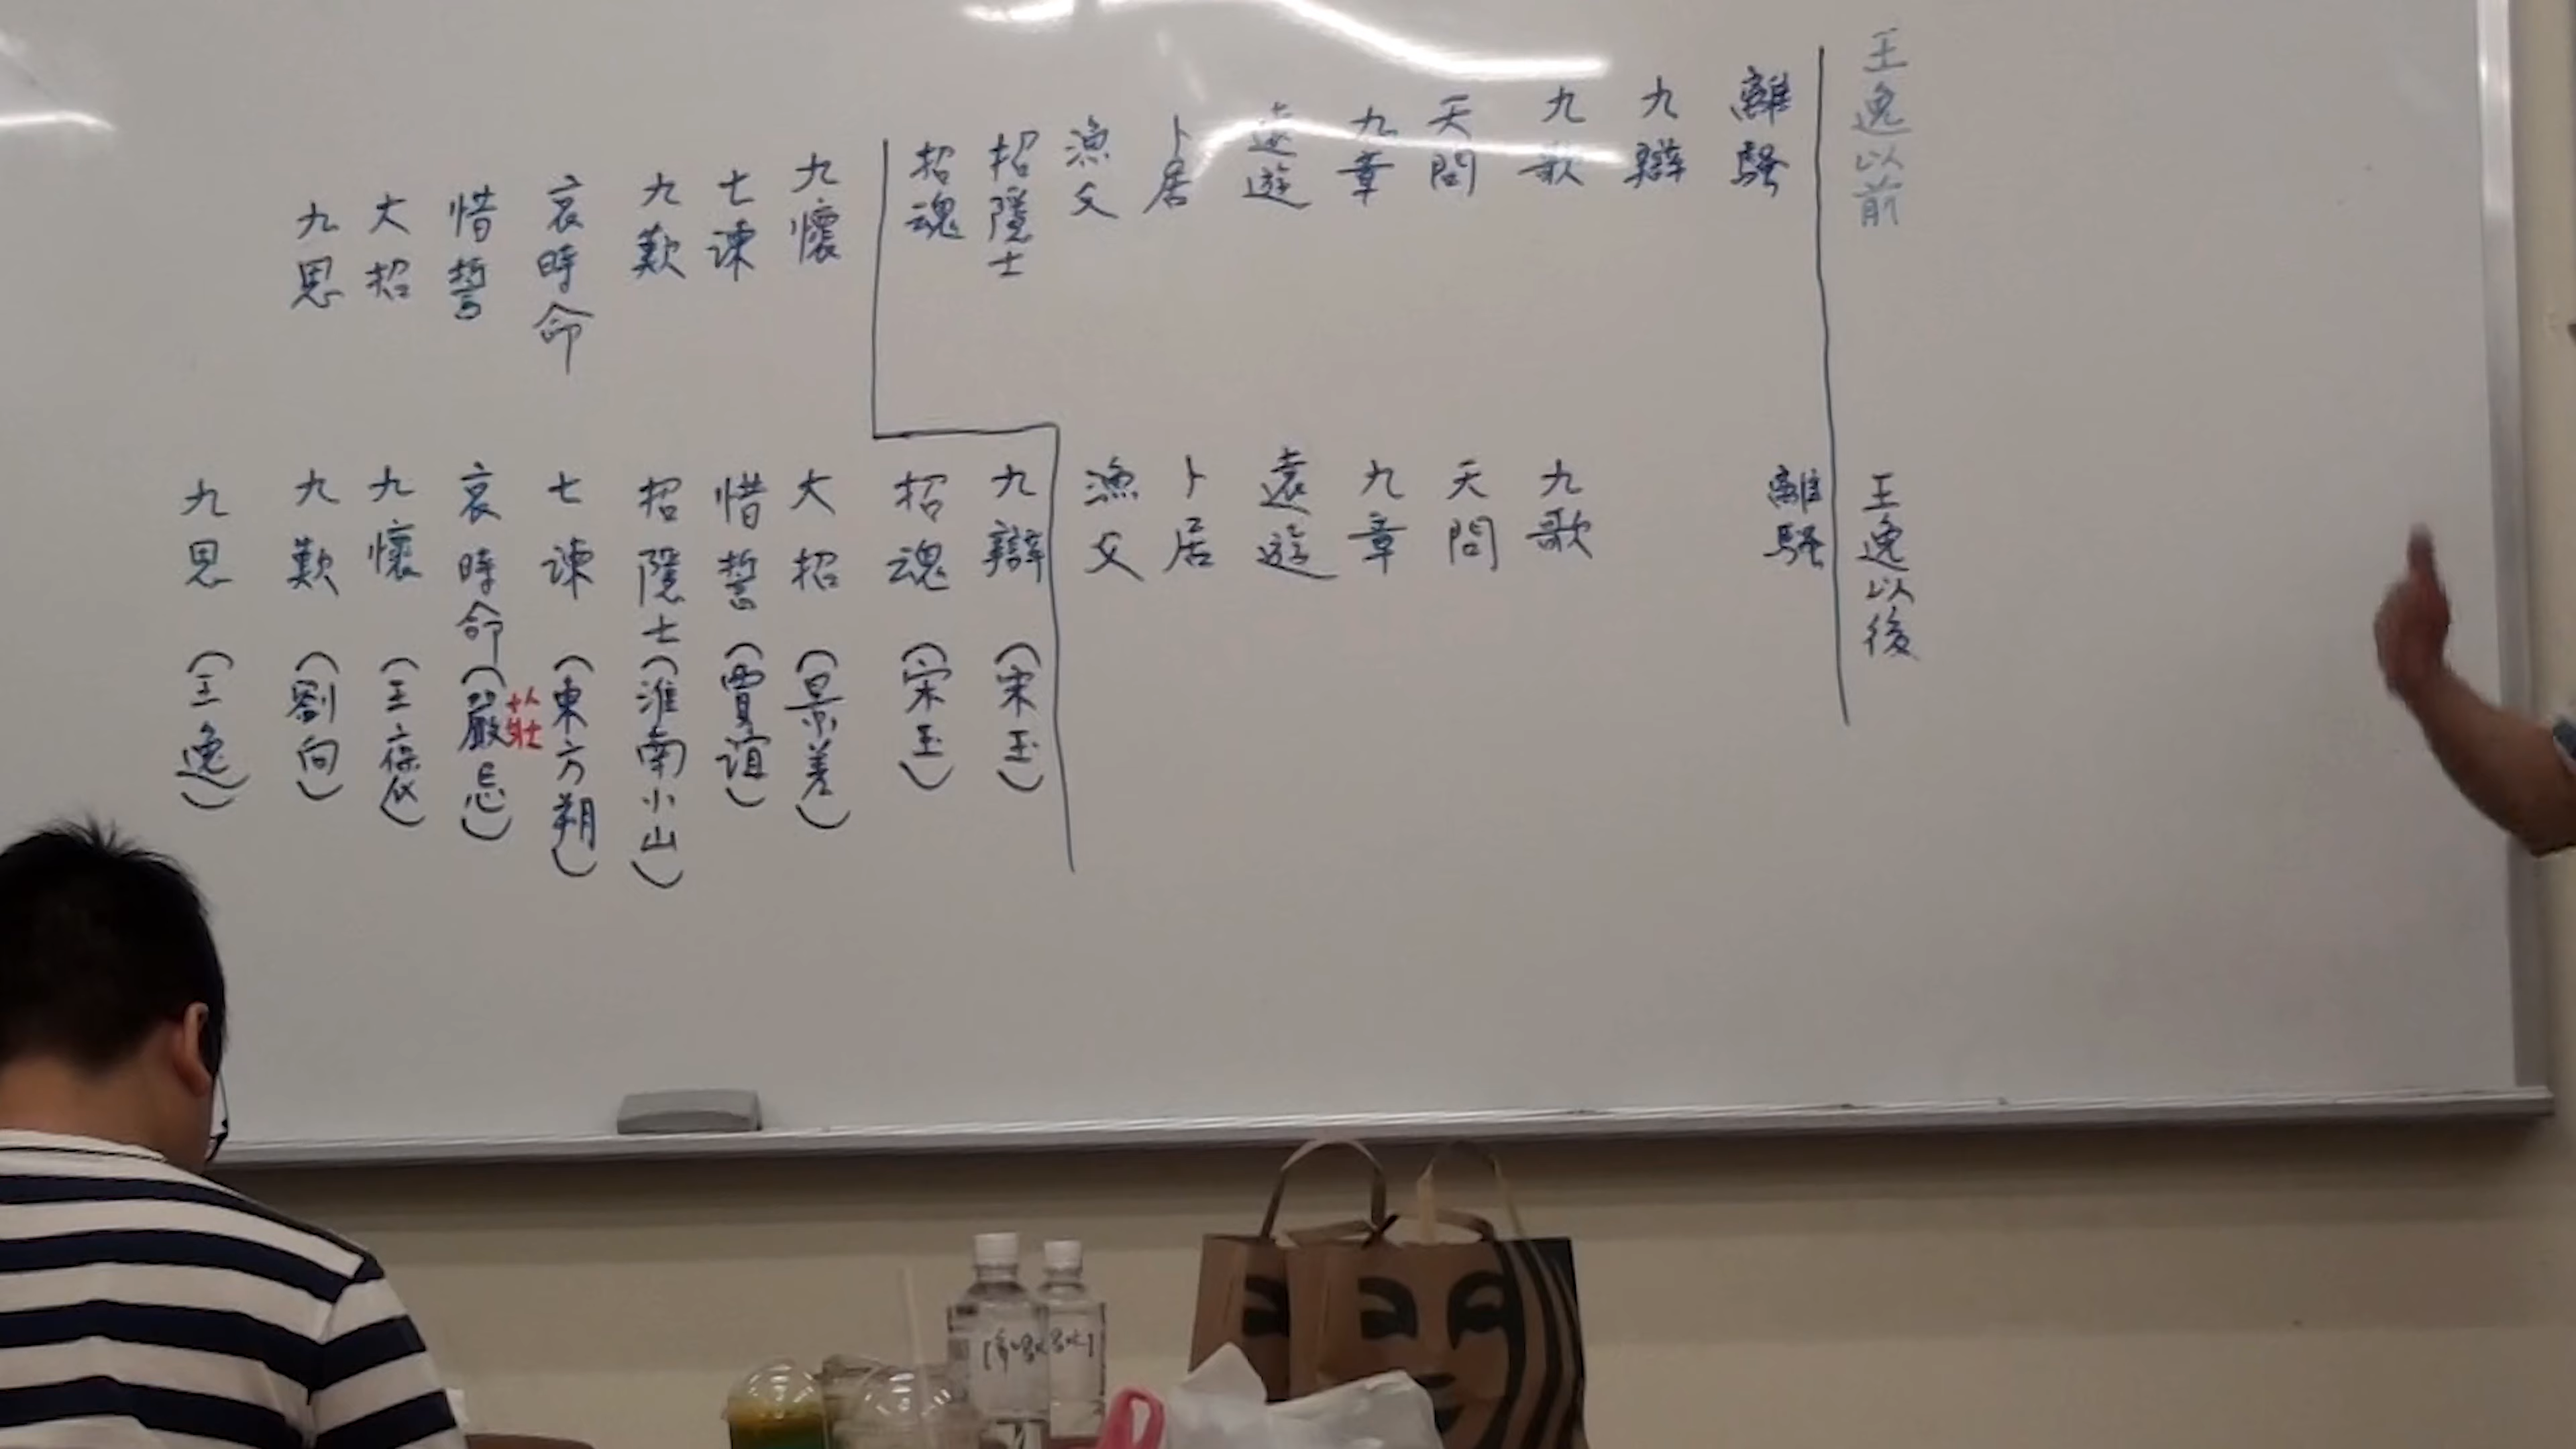 王逸以前
離騷
九辯
九歌
天問
九章
遠遊
卜居
漁父
招隱士
招魂
九懷
七諫
九歎
哀時命
惜誓
大招
九思
王逸以後
離騷
九歌
天問
九章
遠遊
卜居
漁父
九辯(宋玉)
招魂(宋玉)
大招(景差)
惜誓(賈誼)
招隱士(淮南小山)
七諫(東方朔)
哀時命(嚴忌)
莊
九懷(王褒)
九歎(劉向)
九思(王逸)